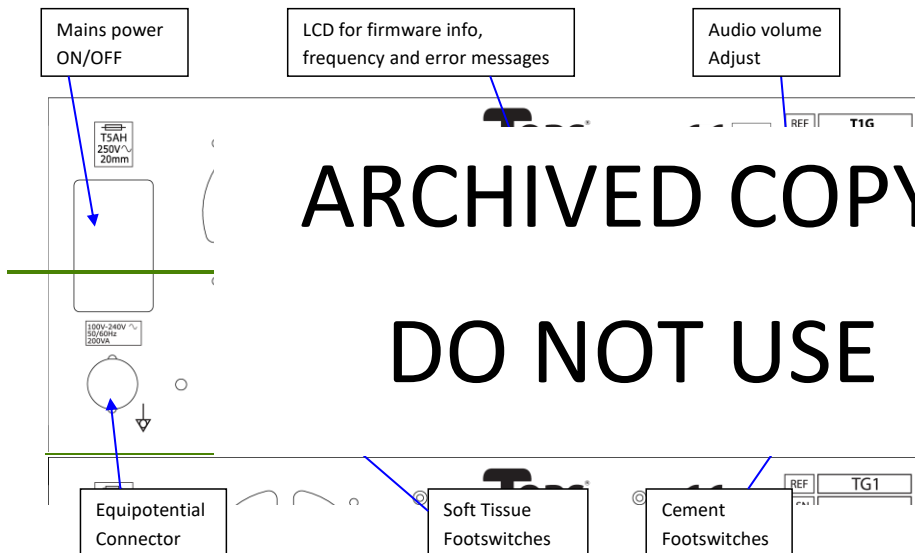 Mains power
ON/OFF
LCD for firmware info,
frequency and error messages
Audio volume
Adjust
T5AH
250V
20mm
REF T1G
ARCHIVED COPY
DO NOT USE
100V-240V
50/60Hz
200VA
REF TG1
Equipotential
Connector
Soft Tissue
Footswitches
Cement
Footswitches